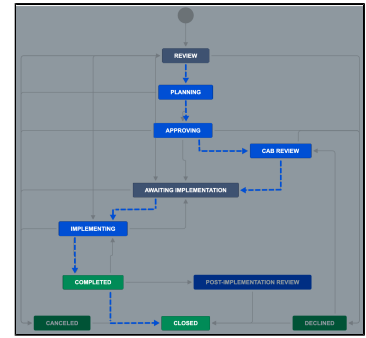 REVIEW
PLANNING
APPROVING
CAB REVIEW
AWAITING IMPLEMENTATION
IMPLEMENTING
COMPLETED
POST-IMPLEMENTATION REVIEW
CANCELED
CLOSED
DECLINED